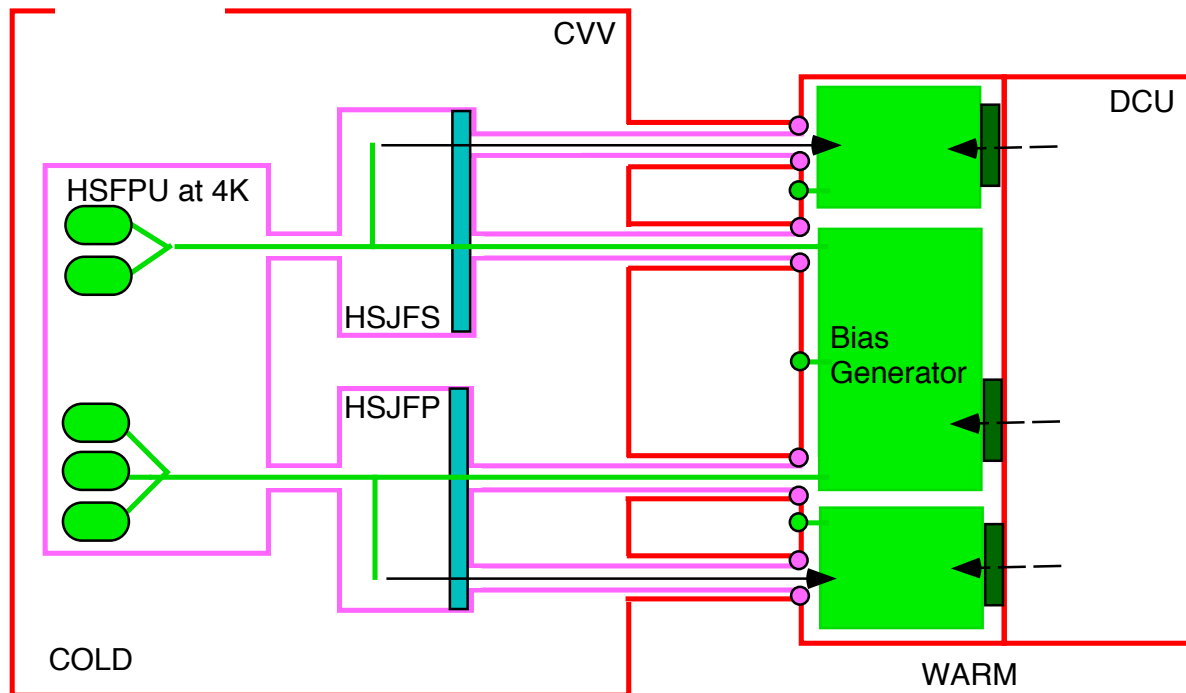 CVV
DCU
HSFPU at 4K
HSJFS
Bias
Generator
HSJFP
COLD
WARM